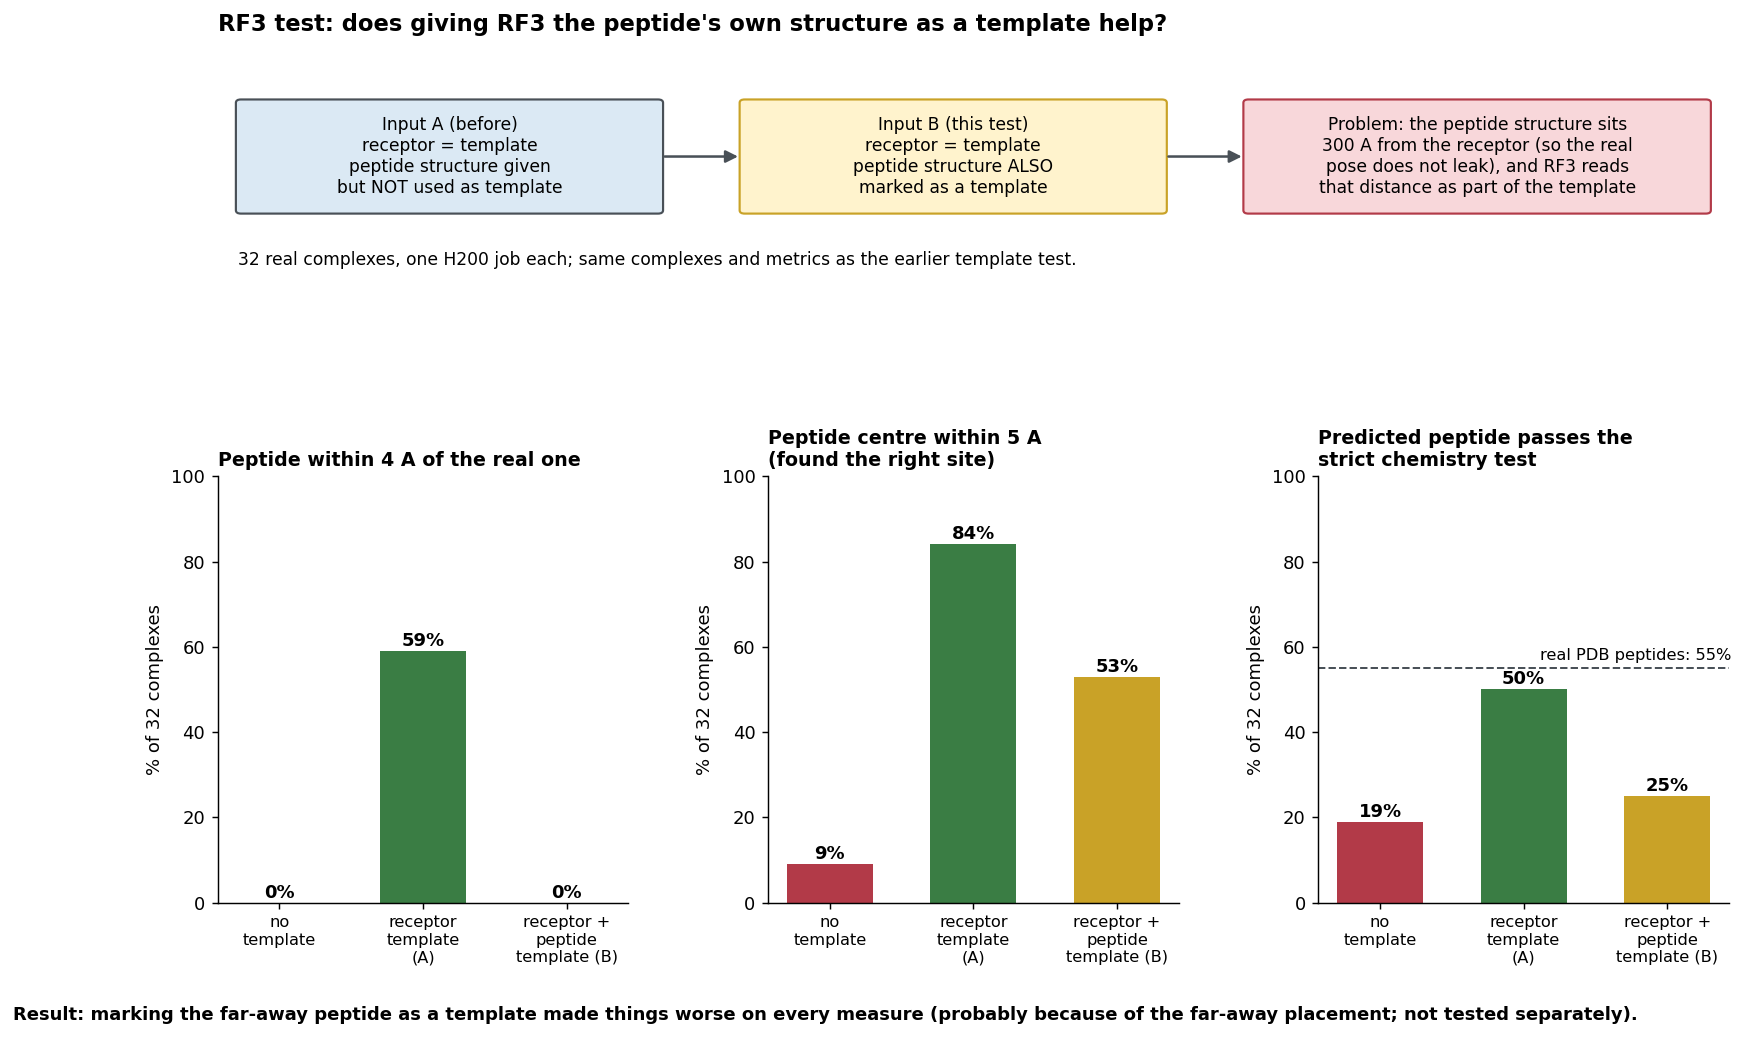 RF3 test: does giving RF3 the peptide's own structure as a template help?
Input A (before)
receptor = template
peptide structure given
but NOT used as template
Input B (this test)
receptor = template
peptide structure ALSO
marked as a template
Problem: the peptide structure sits
300 A from the receptor (so the real
pose does not leak), and RF3 reads
that distance as part of the template
32 real complexes, one H200 job each; same complexes and metrics as the earlier template test.
Peptide within 4 A of the real one
% of 32 complexes
100
80
60
40
20
0
0%
59%
0%
no
template
receptor
template
(A)
receptor +
peptide
template (B)
Peptide centre within 5 A
(found the right site)
% of 32 complexes
100
80
60
40
20
0
9%
84%
53%
no
template
receptor
template
(A)
receptor +
peptide
template (B)
Predicted peptide passes the
strict chemistry test
% of 32 complexes
100
80
60
40
20
0
real PDB peptides: 55%
19%
50%
25%
no
template
receptor
template
(A)
receptor +
peptide
template (B)
Result: marking the far-away peptide as a template made things worse on every measure (probably because of the far-away placement; not tested separately).